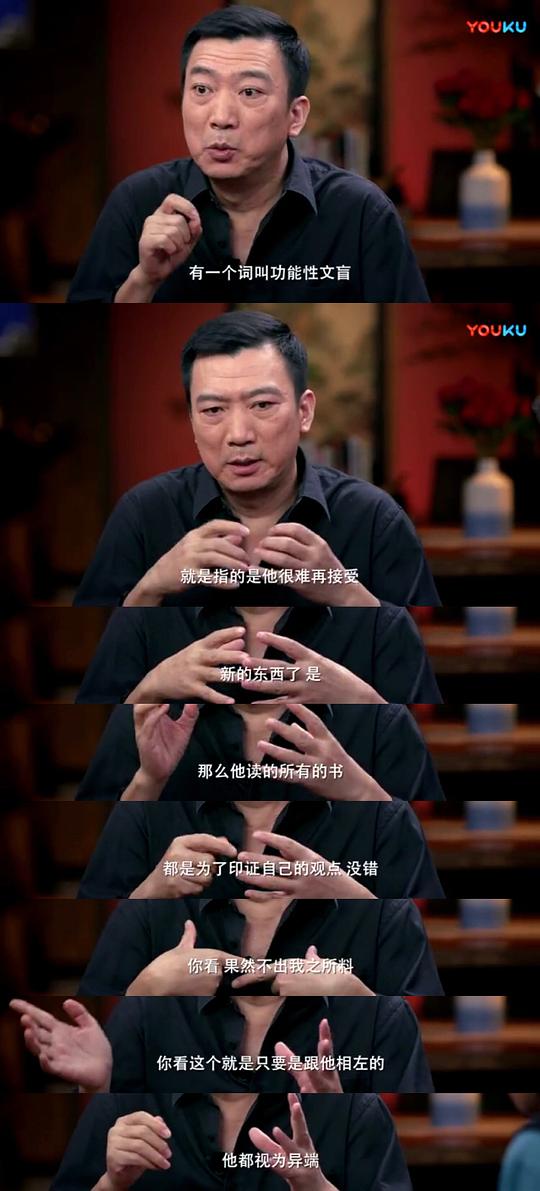 YOUKU
有一个词叫功能性文盲
YOUKU
就是指的是他很难再接受
新的东西了 是
那么他读的所有的书
都是为了印证自己的观点 没错
你看 果然不出我之所料
你看这个就是只要是跟他相左的
他都视为异端